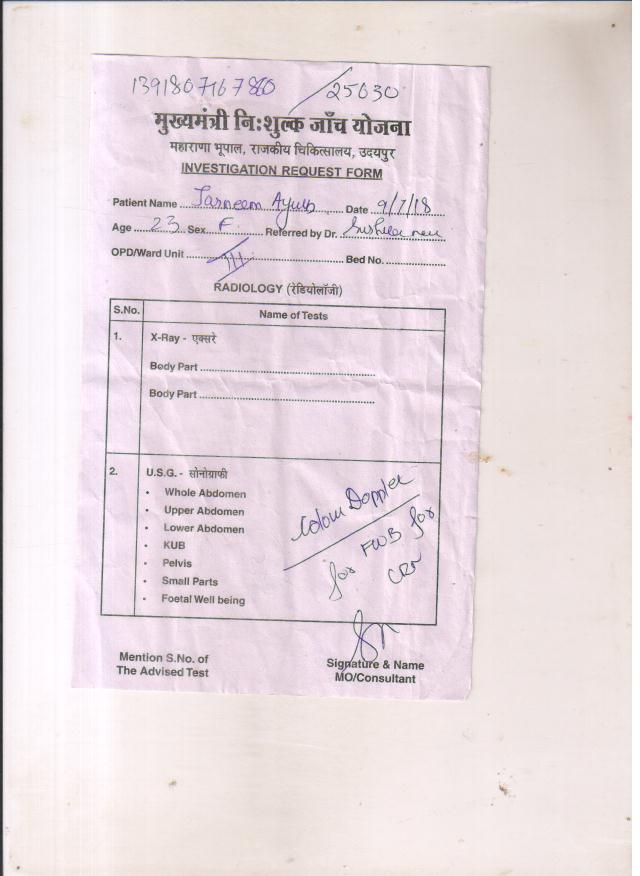 1391807167860 /25030
मुख्यमंत्री निःशुल्क जाँच योजना
महाराणा भूपाल, राजकीय चिकित्सालय, उदयपुर
INVESTIGATION REQUEST FORM
Patient Name Tarneem Ayub Date 9/7/18
Age 23 Sex F Referred by Dr.
OPD/Ward Unit Bed No.
RADIOLOGY (रेडियोलॉजी)
S.No. Name of Tests
1. X-Ray - एक्सरे
Body Part
Body Part
2. U.S.G. - सोनोग्राफी
• Whole Abdomen
• Upper Abdomen
• Lower Abdomen
• KUB
• Pelvis
• Small Parts
• Foetal Well being
Colour Doppler
for FWB for
Mention S.No. of
The Advised Test
Signature & Name
MO/Consultant